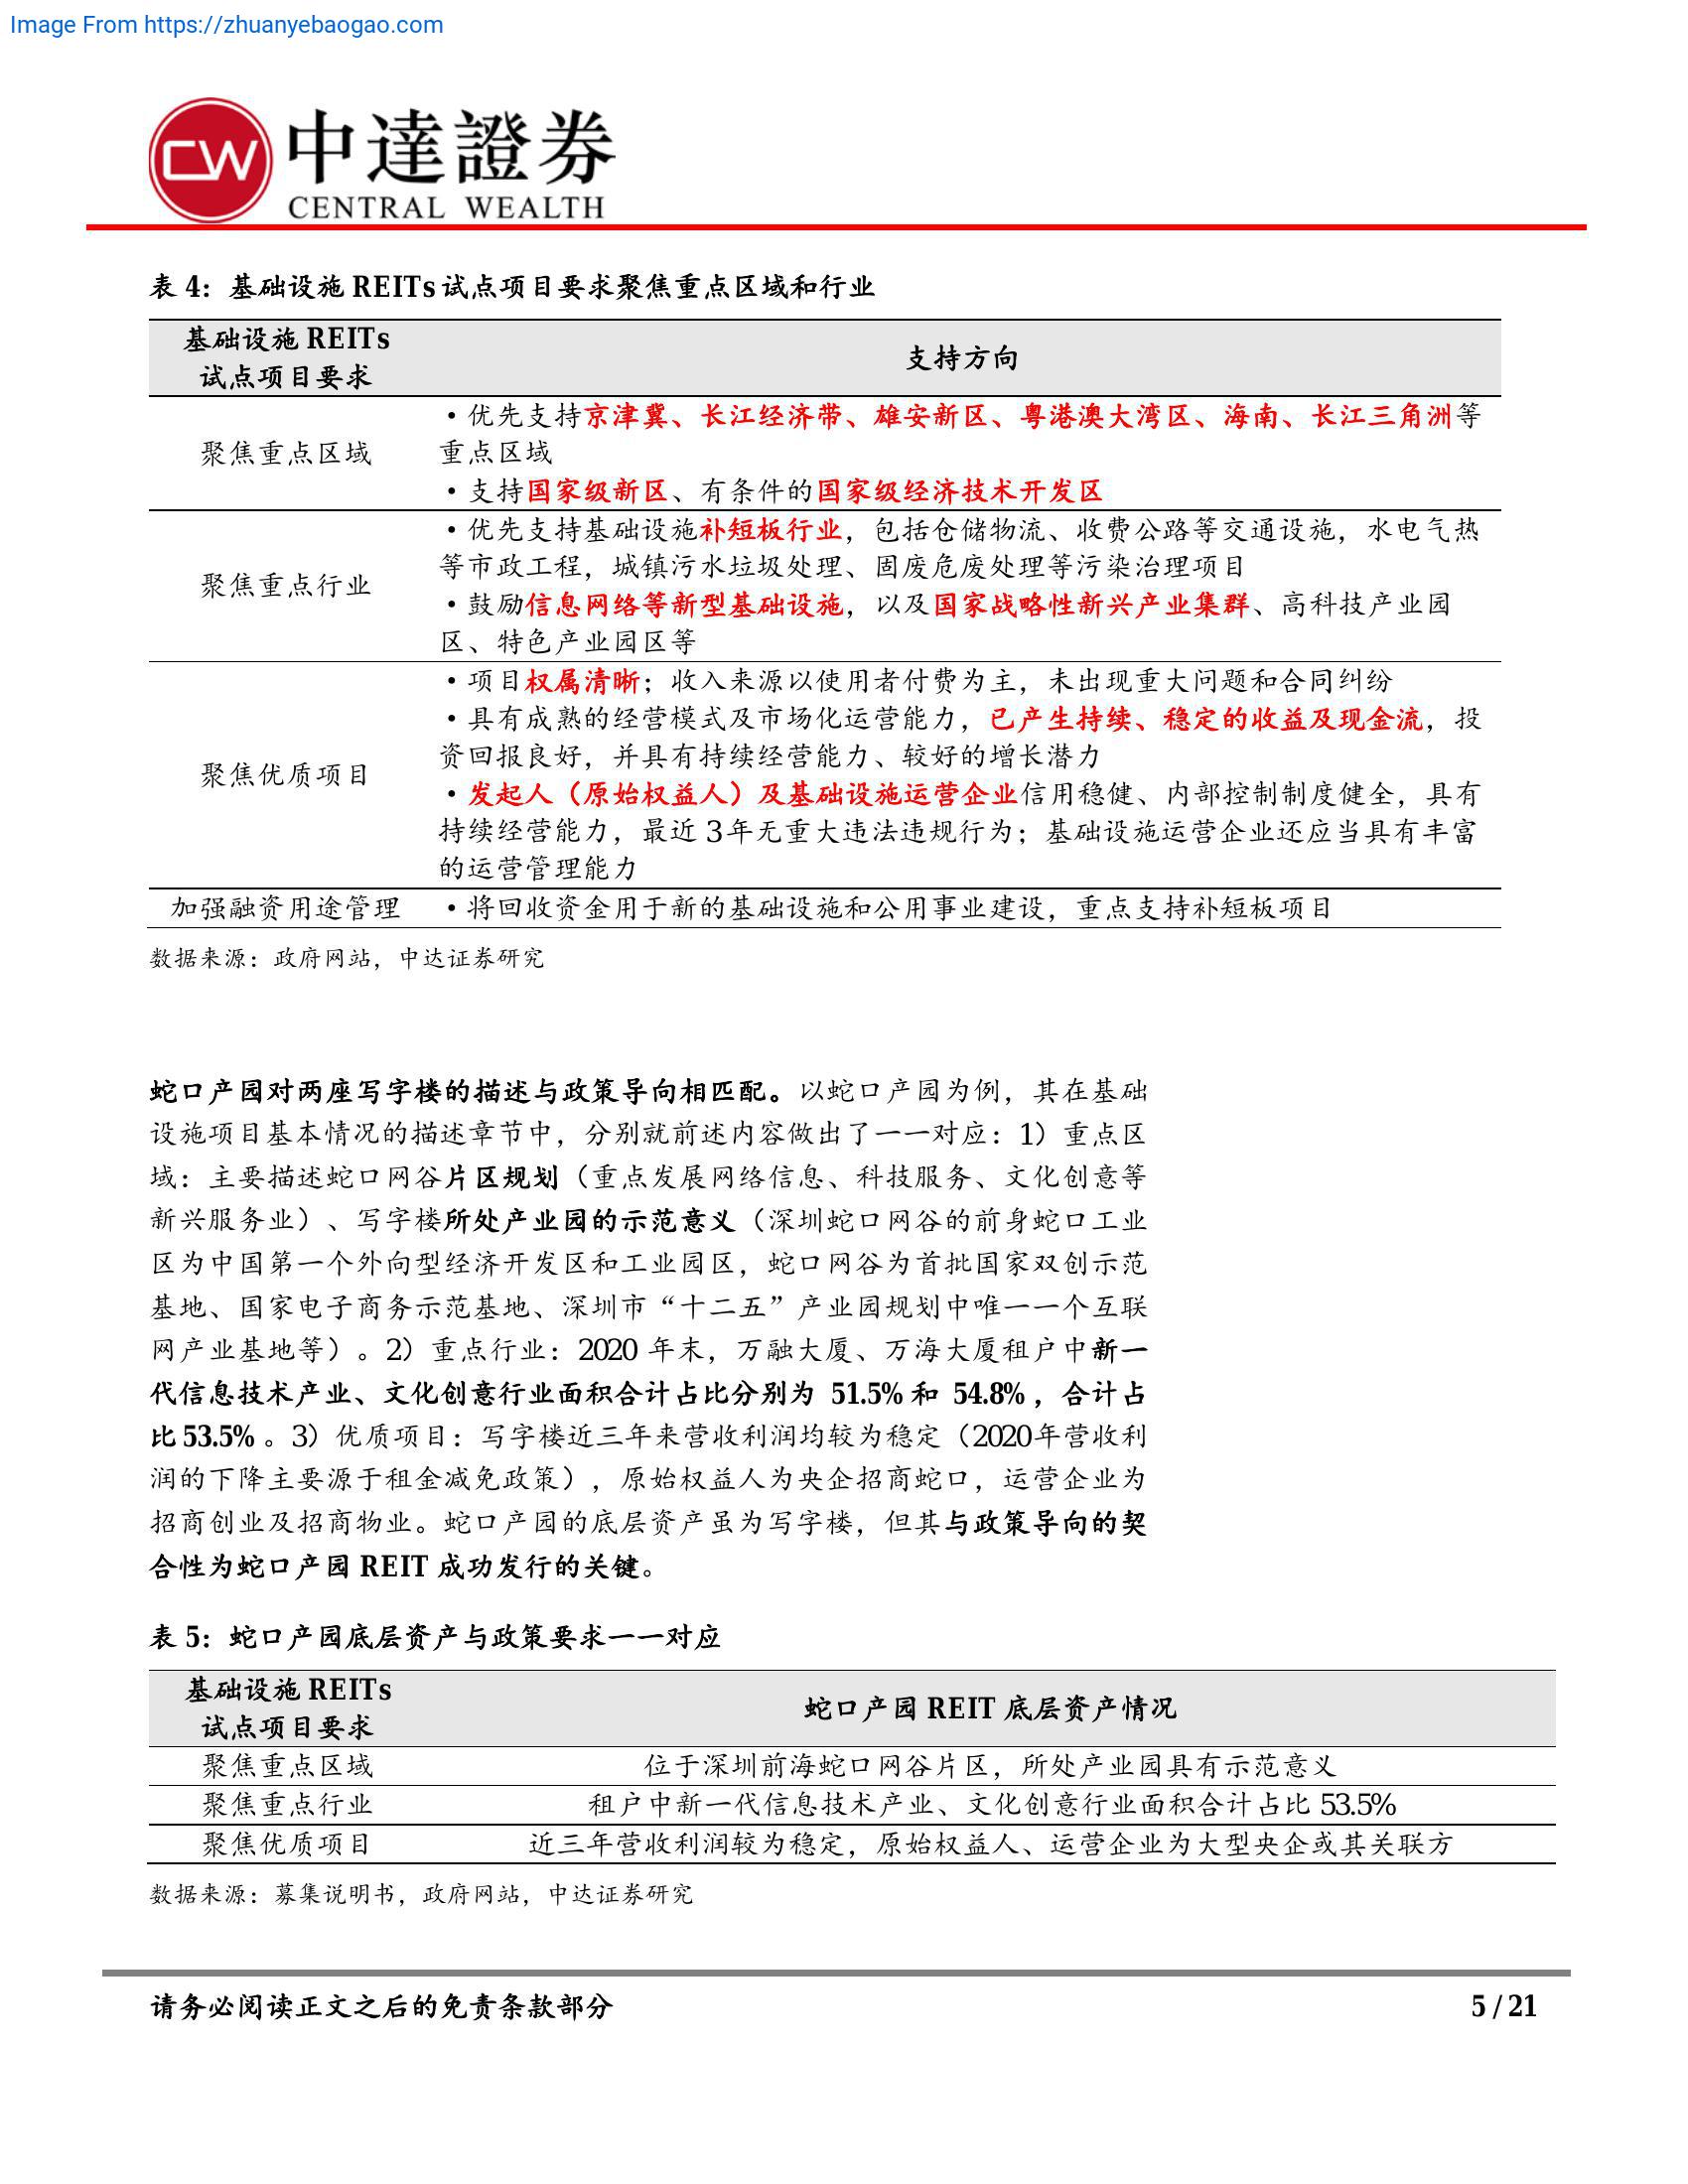 Image From https://zhuanyebaogao.com
CW
中達證券
CENTRAL WEALTH
表 4：基础设施 REITs 试点项目要求聚焦重点区域和行业
基础设施 REITs
试点项目要求
支持方向
聚焦重点区域
·优先支持京津冀、长江经济带、雄安新区、粤港澳大湾区、海南、长江三角洲等
重点区域
·支持国家级新区、有条件的国家级经济技术开发区
聚焦重点行业
·优先支持基础设施补短板行业，包括仓储物流、收费公路等交通设施，水电气热
等市政工程，城镇污水垃圾处理、固废危废处理等污染治理项目
·鼓励信息网络等新型基础设施，以及国家战略性新兴产业集群、高科技产业园
区、特色产业园区等
聚焦优质项目
·项目权属清晰；收入来源以使用者付费为主，未出现重大问题和合同纠纷
·具有成熟的经营模式及市场化运营能力，已产生持续、稳定的收益及现金流，投
资回报良好，并具有持续经营能力、较好的增长潜力
·发起人（原始权益人）及基础设施运营企业信用稳健、内部控制制度健全，具有
持续经营能力，最近 3 年无重大违法违规行为；基础设施运营企业还应当具有丰富
的运营管理能力
加强融资用途管理
·将回收资金用于新的基础设施和公用事业建设，重点支持补短板项目
数据来源：政府网站，中达证券研究
蛇口产园对两座写字楼的描述与政策导向相匹配。以蛇口产园为例，其在基础
设施项目基本情况的描述章节中，分别就前述内容做出了一一对应：1）重点区
域：主要描述蛇口网谷片区规划（重点发展网络信息、科技服务、文化创意等
新兴服务业）、写字楼所处产业园的示范意义（深圳蛇口网谷的前身蛇口工业
区为中国第一个外向型经济开发区和工业园区，蛇口网谷为首批国家双创示范
基地、国家电子商务示范基地、深圳市“十二五”产业园规划中唯一一个互联
网产业基地等）。2）重点行业：2020 年末，万融大厦、万海大厦租户中新一
代信息技术产业、文化创意行业面积合计占比分别为 51.5% 和 54.8%，合计占
比 53.5%。3）优质项目：写字楼近三年来营收利润均较为稳定（2020年营收利
润的下降主要源于租金减免政策），原始权益人为央企招商蛇口，运营企业为
招商创业及招商物业。蛇口产园的底层资产虽为写字楼，但其与政策导向的契
合性为蛇口产园 REIT 成功发行的关键。
表 5：蛇口产园底层资产与政策要求一一对应
基础设施 REITs
试点项目要求
蛇口产园 REIT 底层资产情况
聚焦重点区域
位于深圳前海蛇口网谷片区，所处产业园具有示范意义
聚焦重点行业
租户中新一代信息技术产业、文化创意行业面积合计占比 53.5%
聚焦优质项目
近三年营收利润较为稳定，原始权益人、运营企业为大型央企或其关联方
数据来源：募集说明书，政府网站，中达证券研究
请务必阅读正文之后的免责条款部分
5 / 21